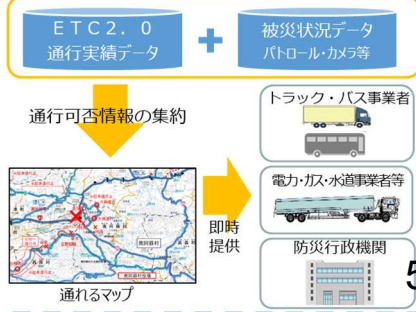 ＥＴＣ２．０
通行実績データ
被災状況データ
パトロール・カメラ等
通行可否情報の集約
トラック・バス事業者
電力・ガス・水道事業者等
即時
提供
防災行政機関
通れるマップ
5